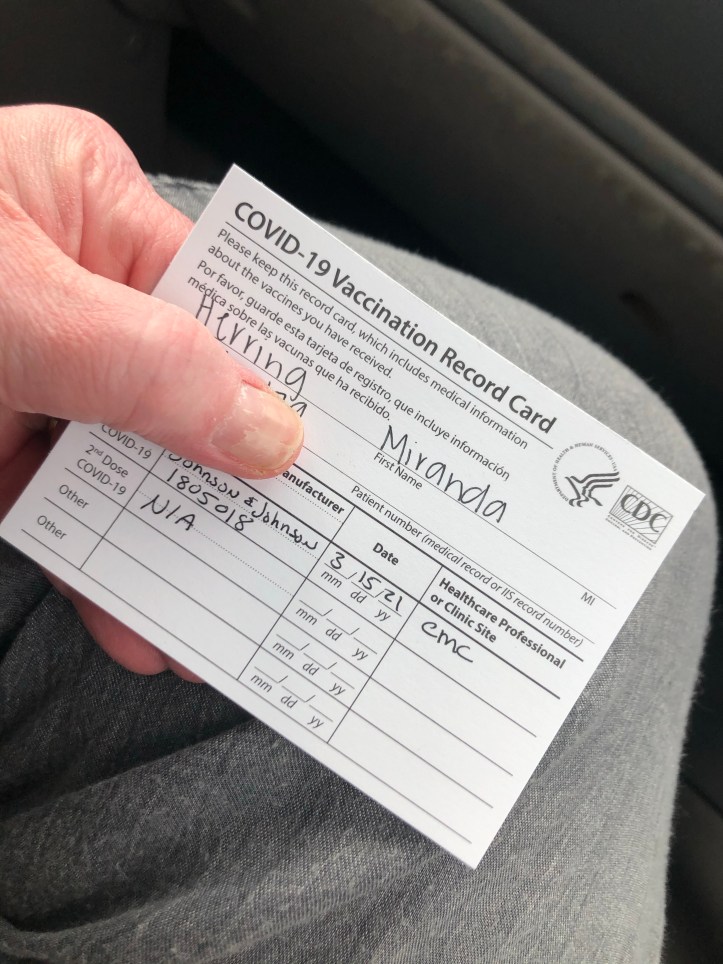 COVID-19 Vaccination Record Card
Please keep this record card, which includes medical information
about the vaccines you have received.
Por favor, guarde esta tarjeta de registro, que incluye información
médica sobre las vacunas que ha recibido.
Herring
Miranda
First Name
MI
Patient number (medical record or IIS record number)
Manufacturer
Date
Healthcare Professional
or Clinic Site
COVID-19
Johnson & Johnson
1805018
3/15/21
mm dd yy
CMC
2nd Dose
COVID-19
N/A
mm dd yy
Other
mm dd yy
Other
mm dd yy
CDC